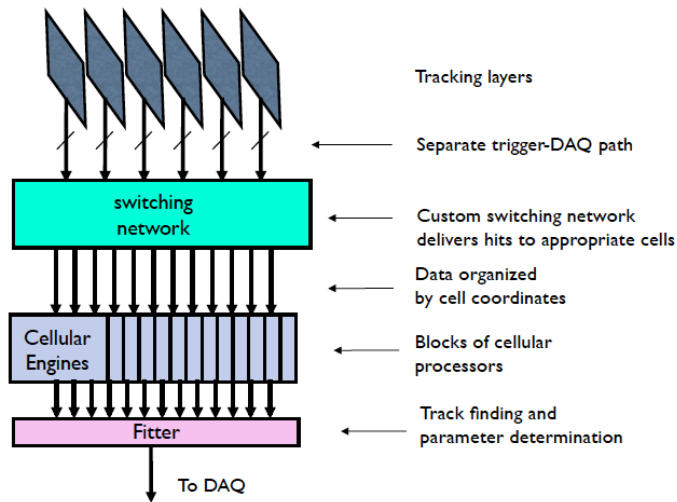 Tracking layers
Separate trigger-DAQ path
switching
network
Custom switching network
delivers hits to appropriate cells
Data organized
by cell coordinates
Cellular
Engines
Blocks of cellular
processors
Fitter
Track finding and
parameter determination
To DAQ